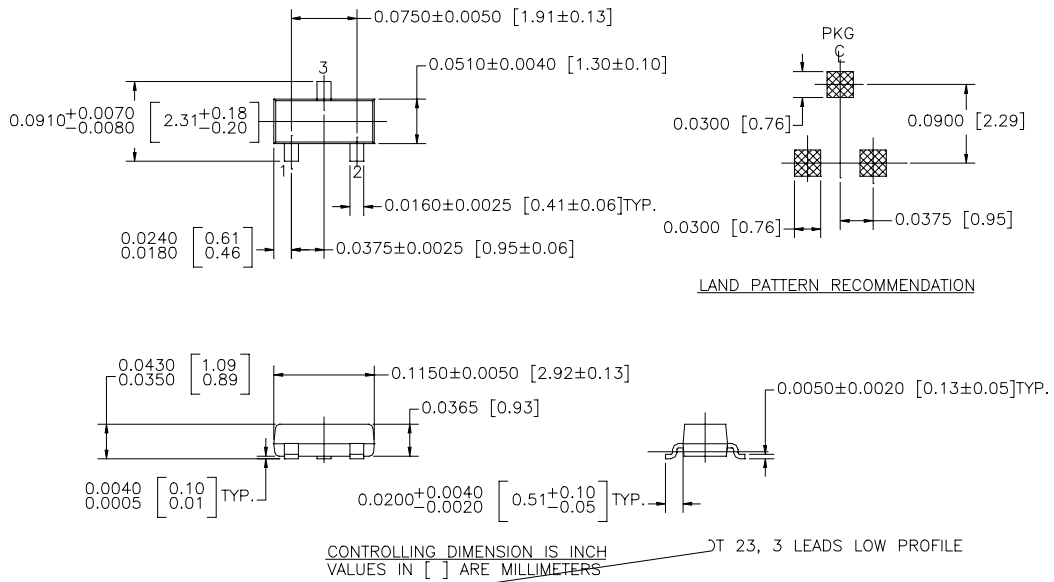 0.0750±0.0050 [1.91±0.13]
3
0.0510±0.0040 [1.30±0.10]
0.0910+0.0070 -0.0080 [2.31+0.18 -0.20]
1 2
0.0160±0.0025 [0.41±0.06]TYP.
0.0240 [0.61
0.0180 0.46]
0.0375±0.0025 [0.95±0.06]
PKG
℄
0.0300 [0.76]
0.0900 [2.29]
0.0300 [0.76]
0.0375 [0.95]
LAND PATTERN RECOMMENDATION
0.0430 [1.09
0.0350 0.89]
0.1150±0.0050 [2.92±0.13]
0.0365 [0.93]
0.0040 [0.10
0.0005 0.01] TYP.
0.0050±0.0020 [0.13±0.05]TYP.
0.0200+0.0040 -0.0020 [0.51+0.10 -0.05] TYP.
CONTROLLING DIMENSION IS INCH
VALUES IN [ ] ARE MILLIMETERS
T 23, 3 LEADS LOW PROFILE